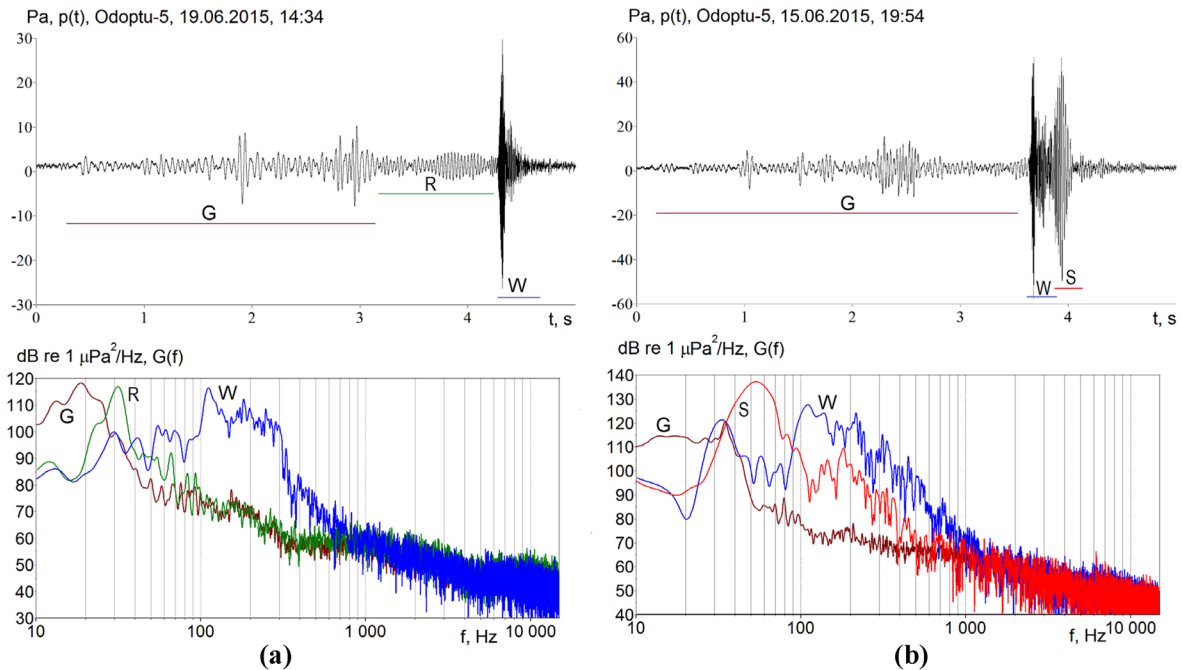 Pa, p(t), Odoptu-5, 19.06.2015, 14:34
30
20
10
0
-10
-20
-30
G
R
W
0 1 2 3 4 t, s
dB re 1 μPa²/Hz, G(f)
120
110
100
90
80
70
60
50
40
30
G
R
W
10 100 1 000 f, Hz 10 000
(a)
Pa, p(t), Odoptu-5, 15.06.2015, 19:54
60
40
20
0
-20
-40
-60
G
W
S
0 1 2 3 4 t, s
dB re 1 μPa²/Hz, G(f)
140
130
120
110
100
90
80
70
60
50
40
G
S
W
10 100 1 000 f, Hz 10 000
(b)